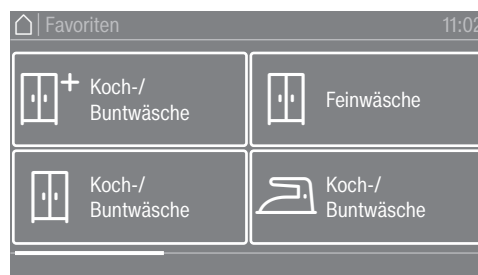 Favoriten 11:02
Koch-/
Buntwäsche
Feinwäsche
Koch-/
Buntwäsche
Koch-/
Buntwäsche